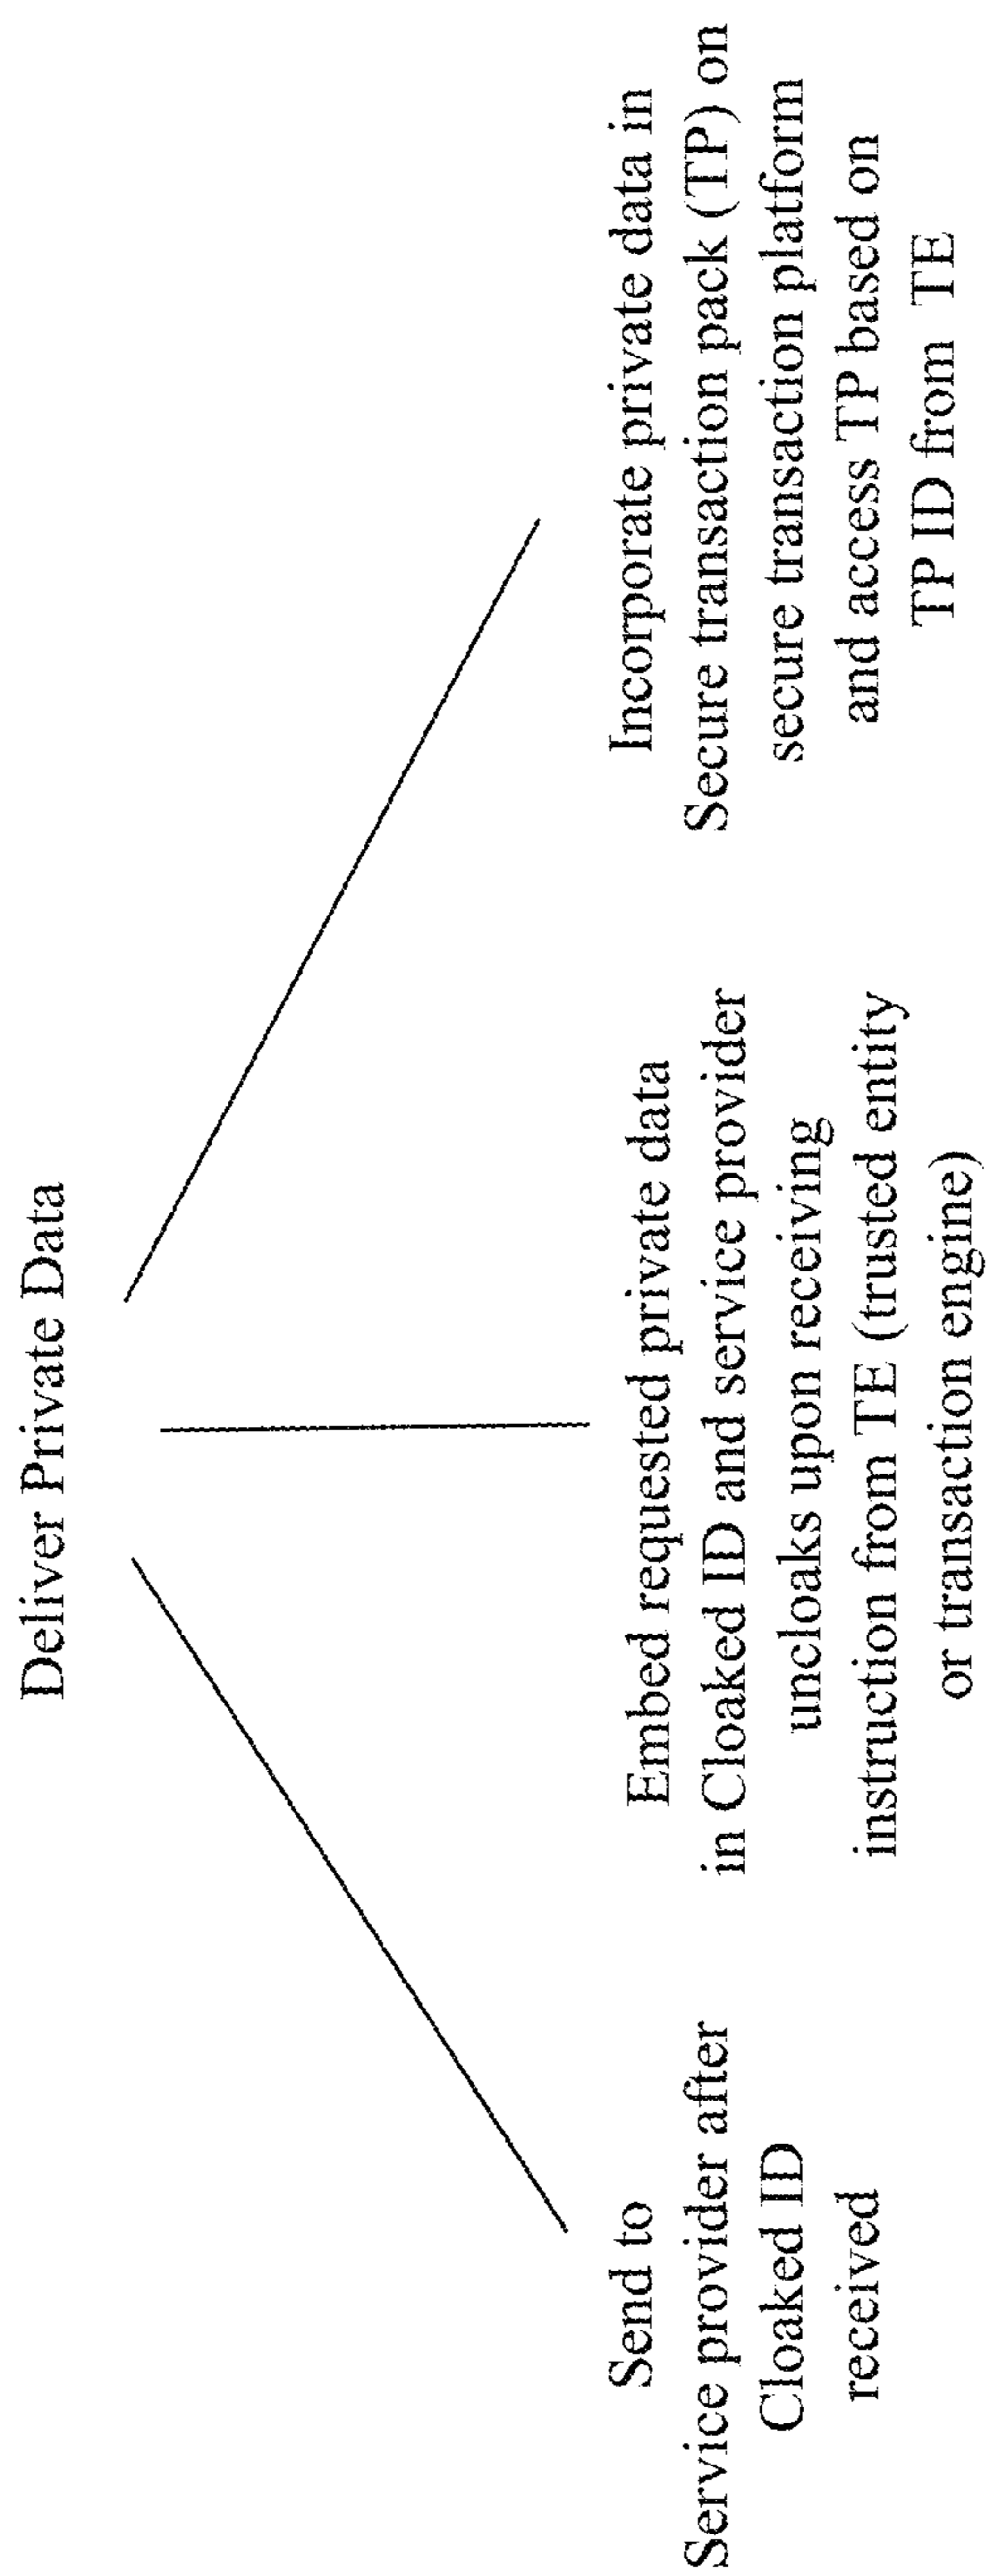 Deliver Private Data
Send to
Service provider after
Cloaked ID
received
Embed requested private data
in Cloaked ID and service provider
uncloaks upon receiving
instruction from TE (trusted entity
or transaction engine)
Incorporate private data in
Secure transaction pack (TP) on
secure transaction platform
and access TP based on
TP ID from TE